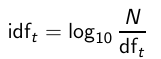 idf_t = log_10 N/df_t